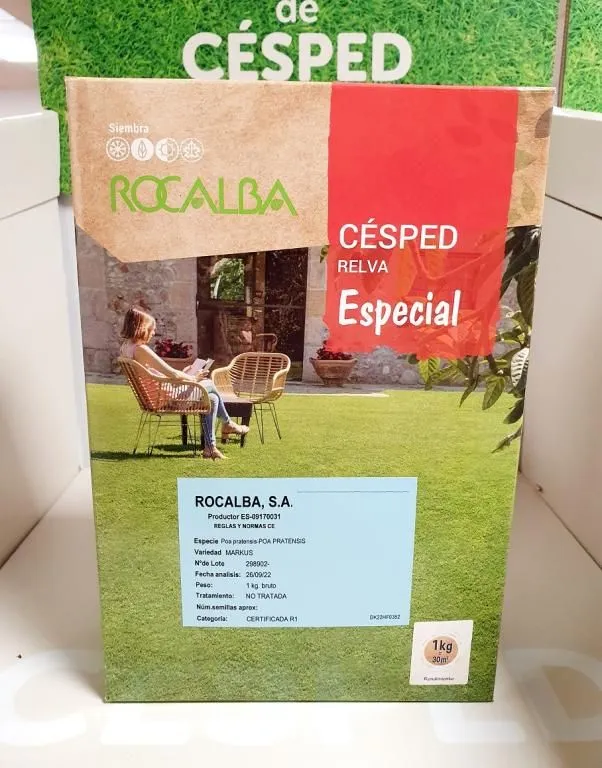 de
CÉSPED
Siembra
ROCALBA
CÉSPED
RELVA
Especial
ROCALBA, S.A.
Productor ES-09170031
REGLAS Y NORMAS CE
Especie Poa pratensis-POA PRATENSIS
Variedad MARKUS
Nºde Lote 298902-
Fecha analisis: 26/09/22
Peso: 1 kg. bruto
Tratamiento: NO TRATADA
Núm.semillas aprox:
Categoría: CERTIFICADA R1 DK22HF0382
1kg
=
30m²